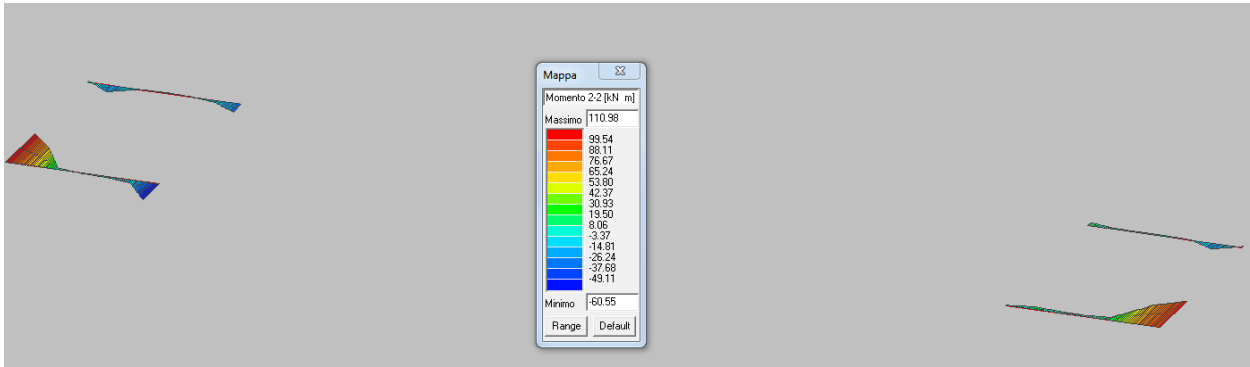 Mappa
Momento 2-2 [kN m]
Massimo 110.98
99.54
88.11
76.67
65.24
53.80
42.37
30.93
19.50
8.06
-3.37
-14.81
-26.24
-37.68
-49.11
Minimo -60.55
Range Default